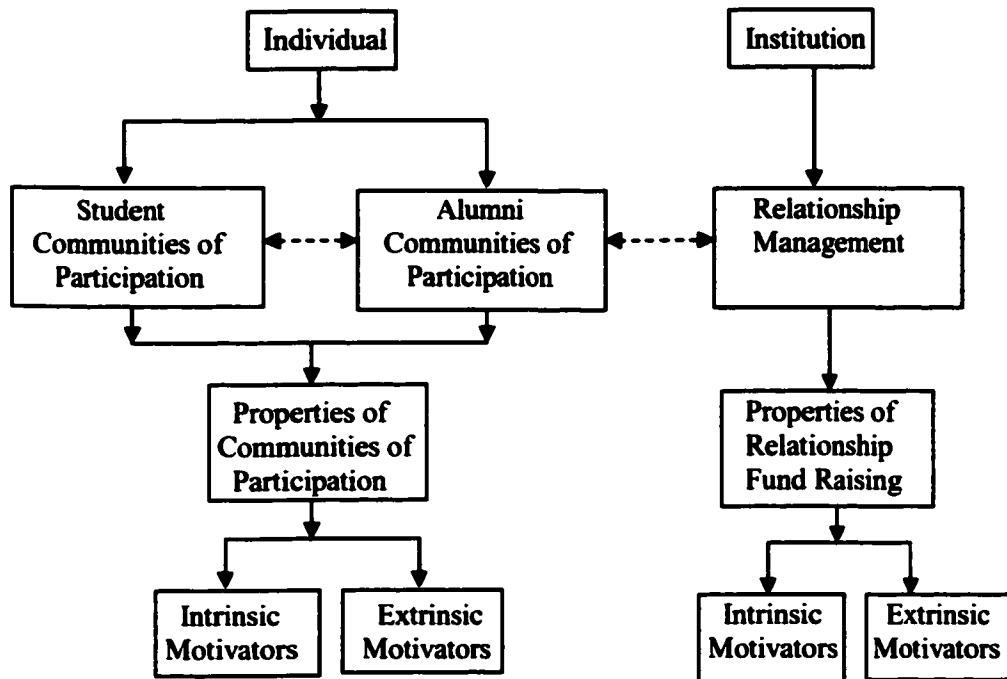 Individual
Institution
Student
Communities of
Participation
Alumni
Communities of
Participation
Relationship
Management
Properties of
Communities of
Participation
Properties of
Relationship
Fund Raising
Intrinsic
Motivators
Extrinsic
Motivators
Intrinsic
Motivators
Extrinsic
Motivators